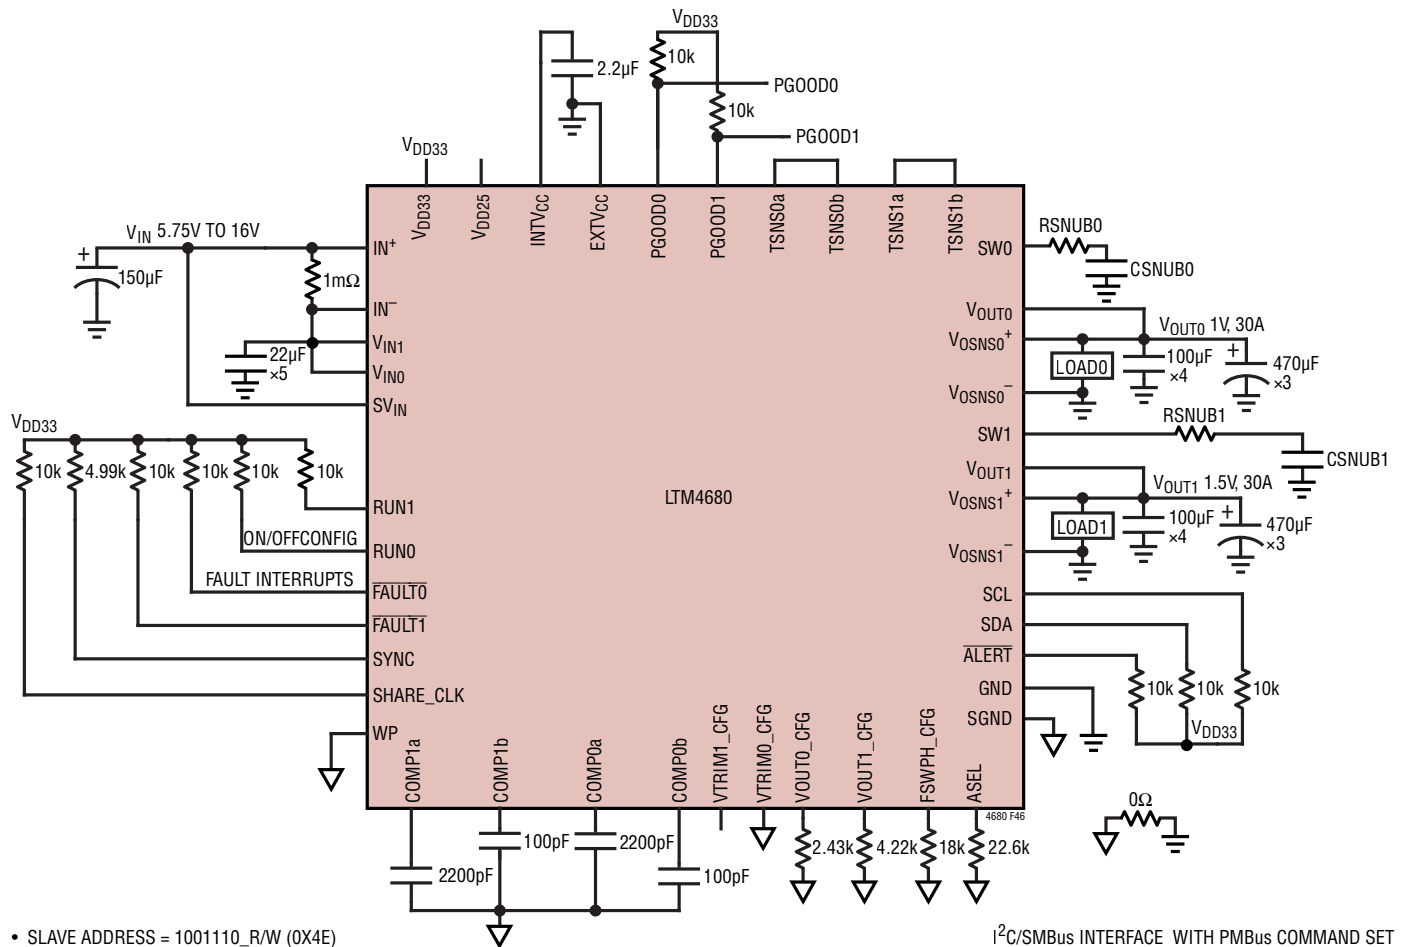 VDD33
10k
2.2µF
PGOOD0
10k
PGOOD1
VDD33
VDD33
VDD25
INTVCC
EXTVCC
PGOOD0
PGOOD1
TSNS0a
TSNS0b
TSNS1a
TSNS1b
VIN 5.75V TO 16V
+
150µF
1mΩ
22µF
×5
IN+
IN−
VIN1
VIN0
SVIN
VDD33
10k
4.99k
10k
10k
10k
10k
RUN1
ON/OFFCONFIG
RUN0
FAULT INTERRUPTS
FAULT0
FAULT1
SYNC
SHARE_CLK
WP
LTM4680
SW0
RSNUB0
CSNUB0
VOUT0
VOSNS0+
VOUT0 1V, 30A
LOAD0
100µF
×4
+
470µF
×3
VOSNS0−
RSNUB1
SW1
CSNUB1
VOUT1
VOSNS1+
VOUT1 1.5V, 30A
LOAD1
100µF
×4
+
470µF
×3
VOSNS1−
SCL
SDA
ALERT
GND
SGND
10k
10k
10k
VDD33
COMP1a
COMP1b
COMP0a
COMP0b
VTRIM1_CFG
VTRIM0_CFG
VOUT0_CFG
VOUT1_CFG
FSWPH_CFG
ASEL
4680 F46
0Ω
2200pF
100pF
2200pF
100pF
2.43k
4.22k
18k
22.6k
• SLAVE ADDRESS = 1001110_R/W (0X4E)
I2C/SMBus INTERFACE WITH PMBus COMMAND SET